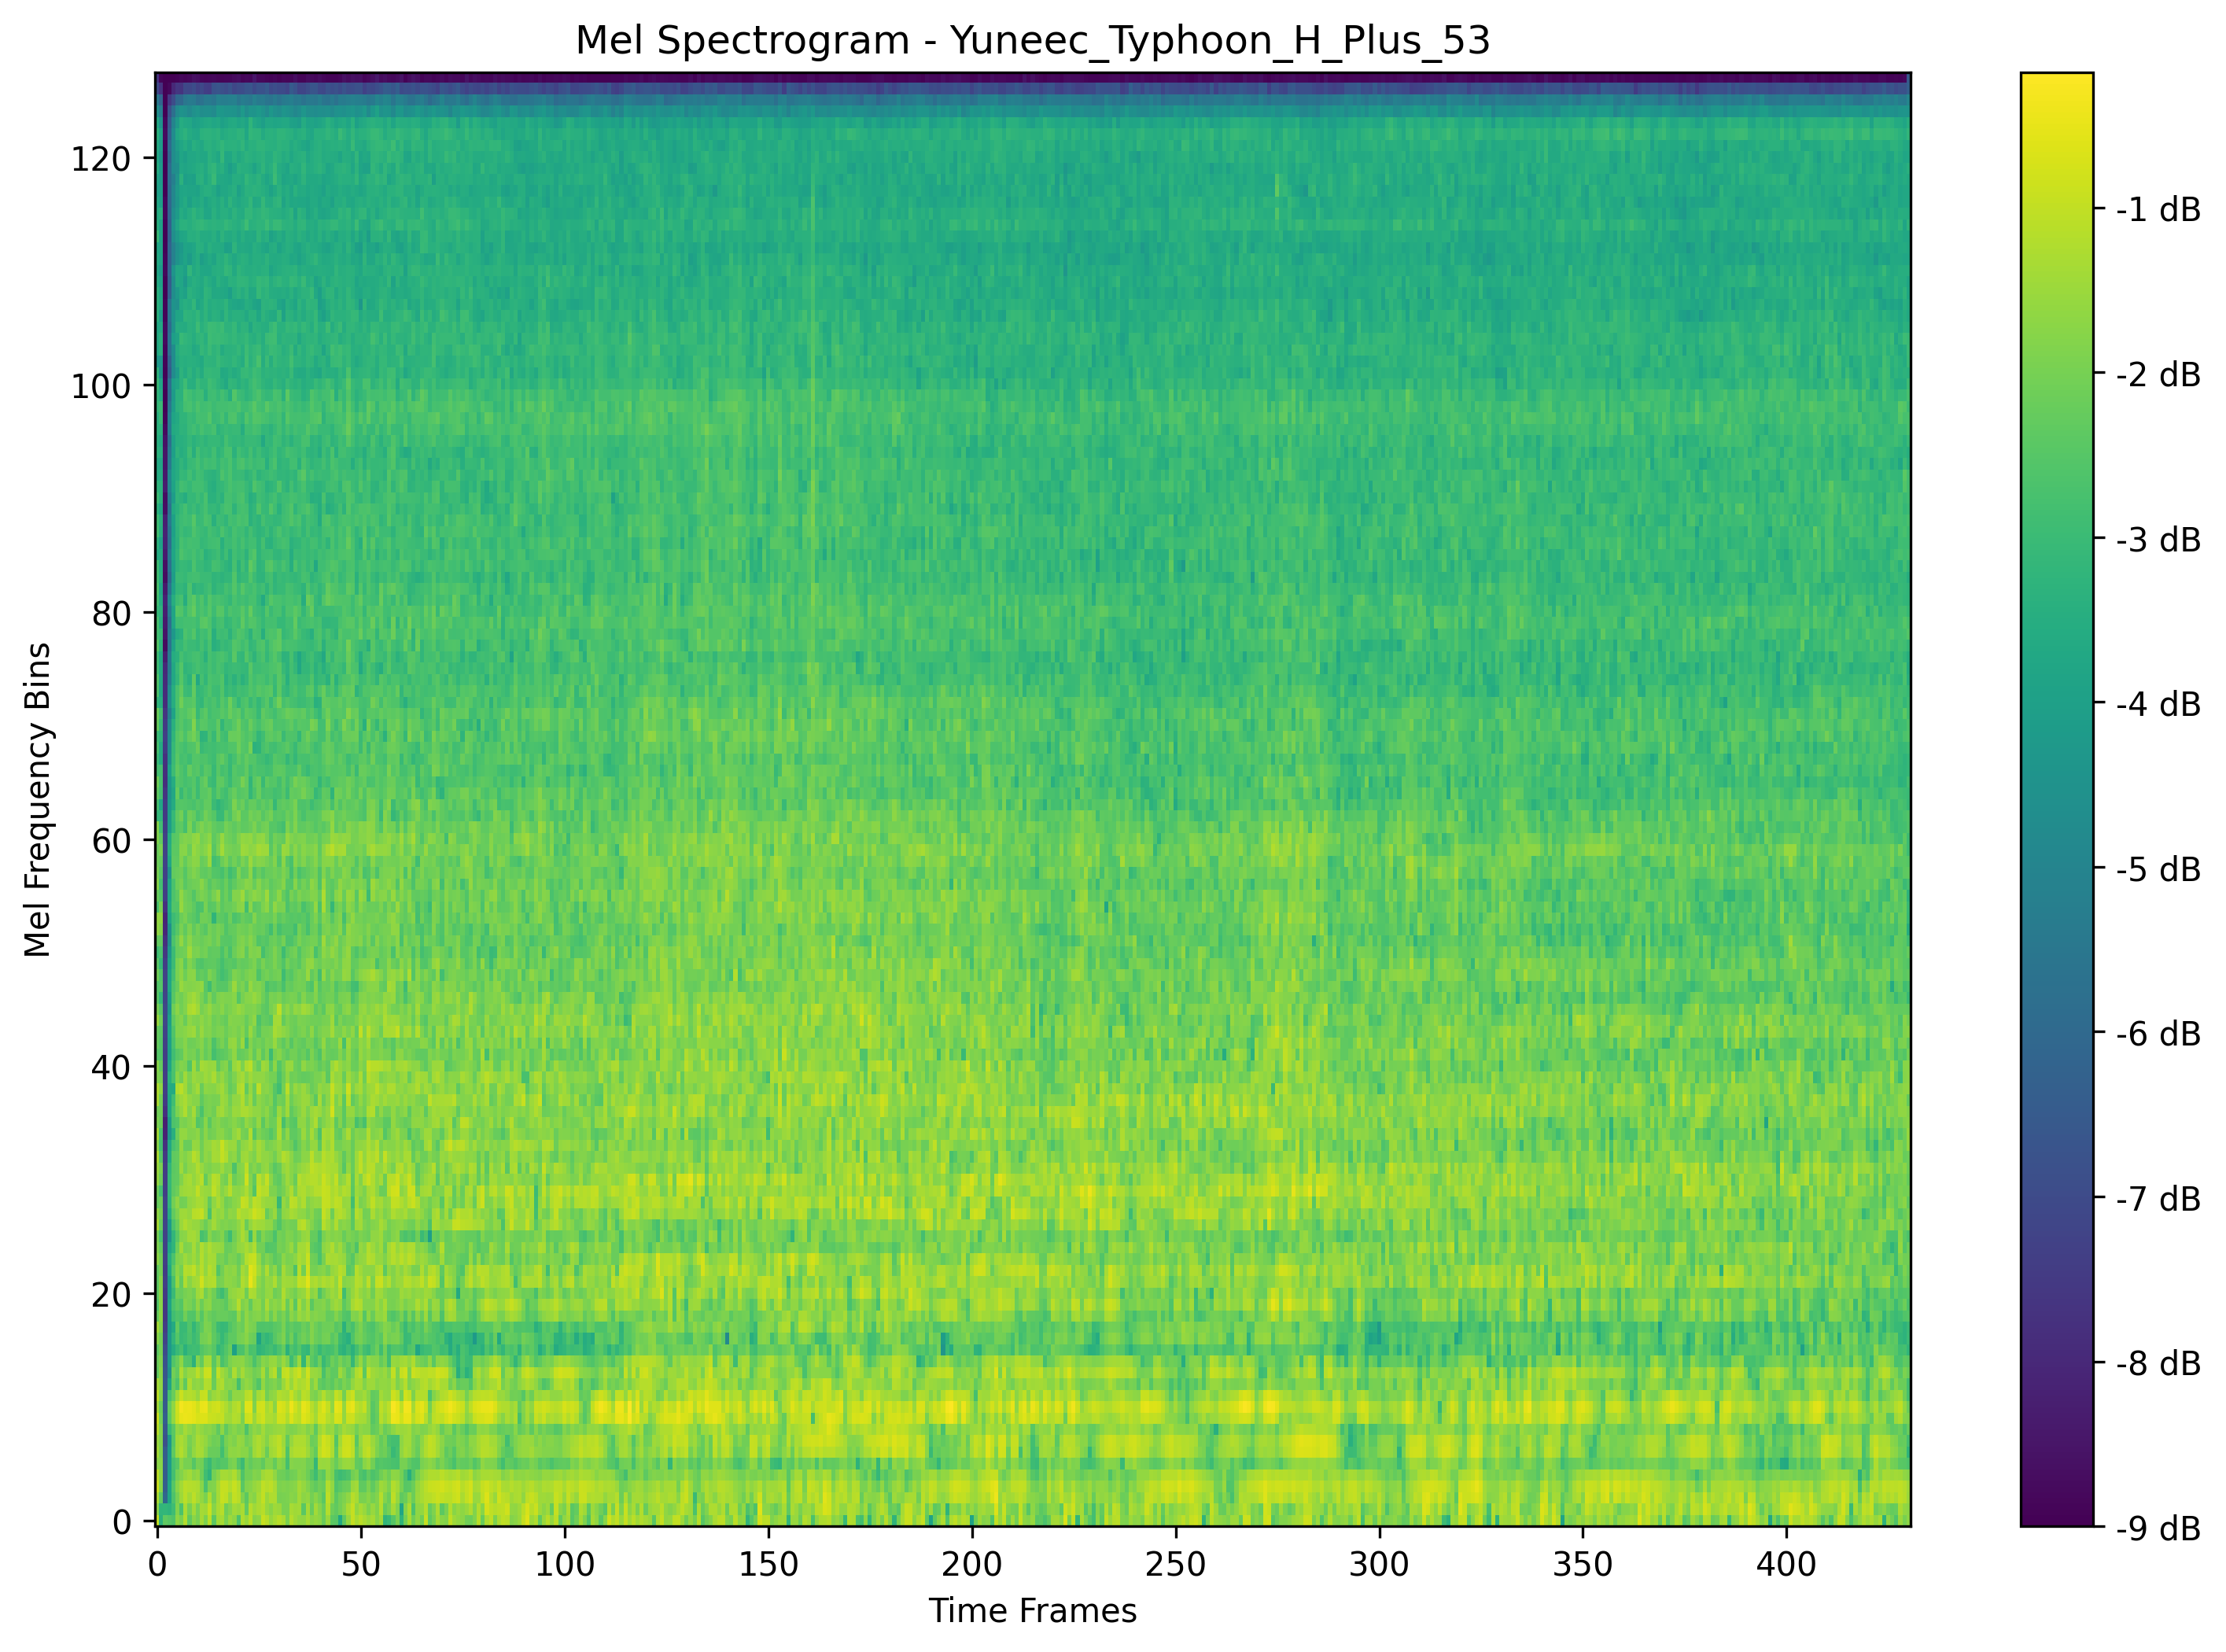 Mel Spectrogram - Yuneec_Typhoon_H_Plus_53
Mel Frequency Bins
120
100
80
60
40
20
0
0 50 100 150 200 250 300 350 400
Time Frames
-1 dB
-2 dB
-3 dB
-4 dB
-5 dB
-6 dB
-7 dB
-8 dB
-9 dB